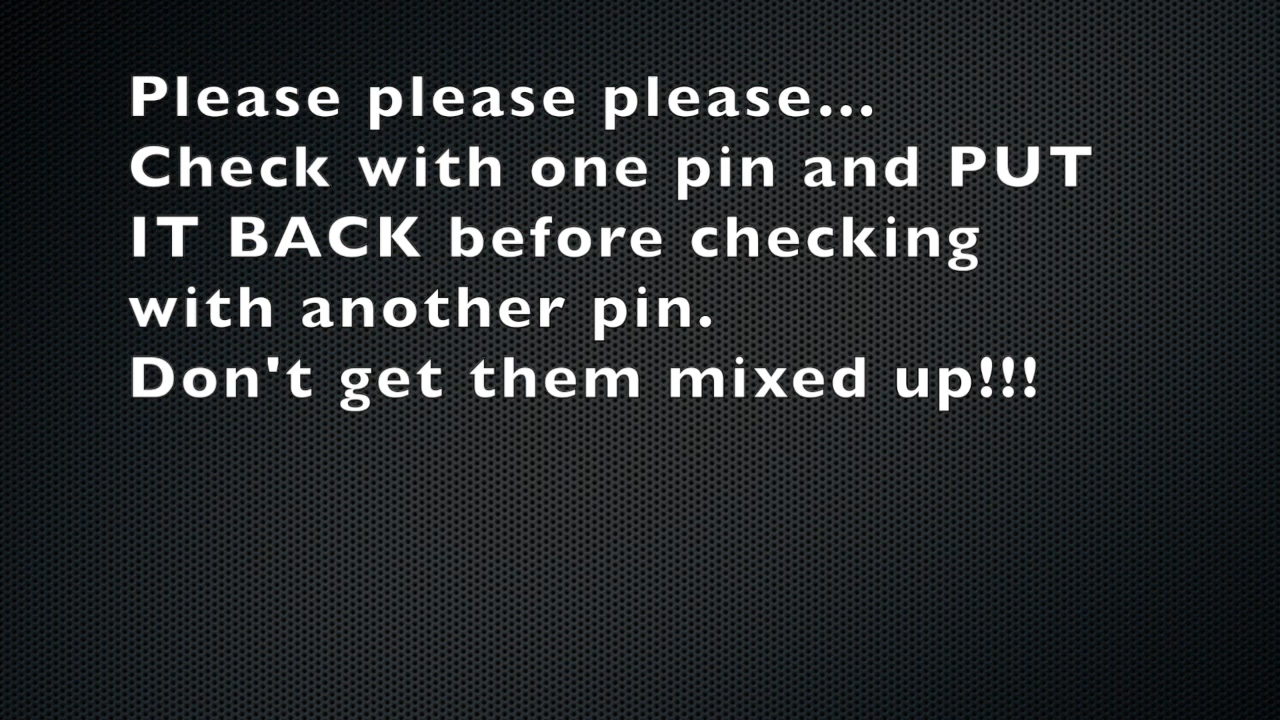 Please please please...
Check with one pin and PUT
IT BACK before checking
with another pin.
Don't get them mixed up!!!